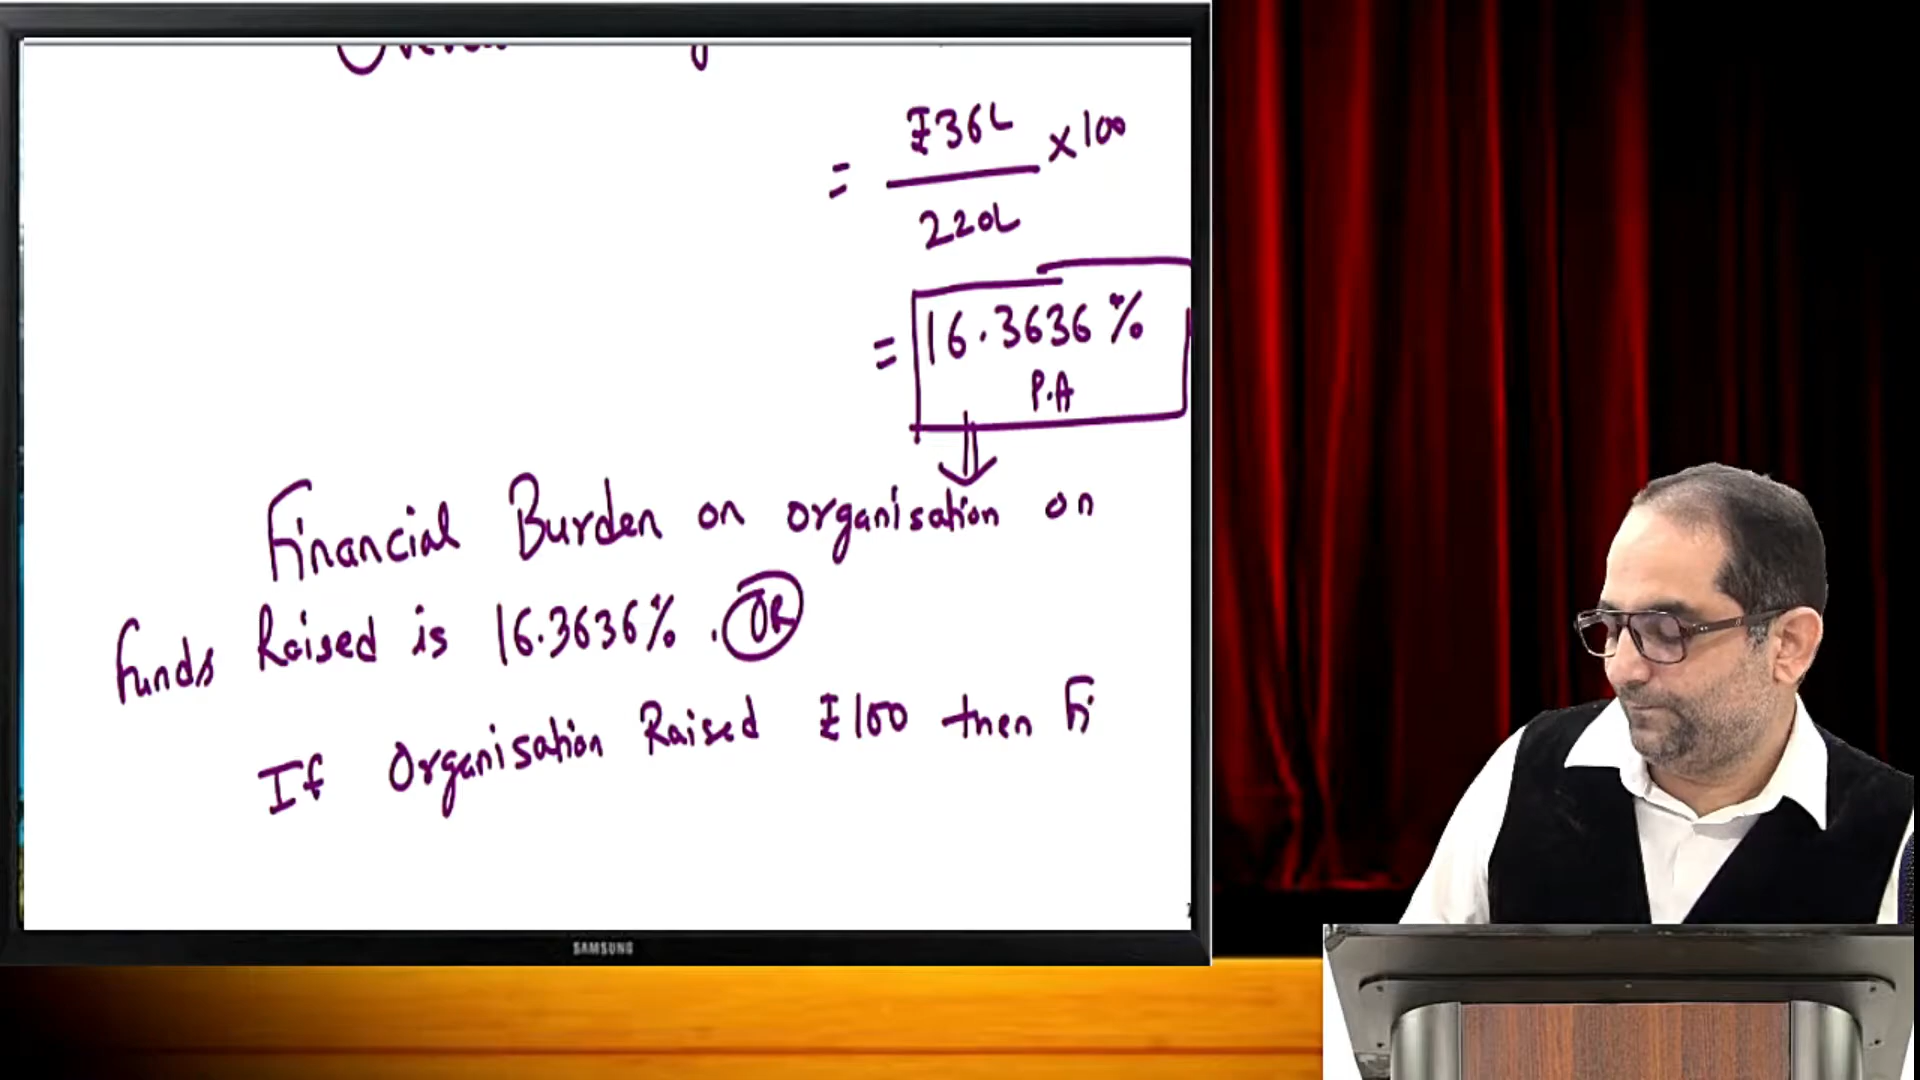 = ₹36L × 100
220L
= 16.3636 %
P.A
Financial Burden on organisation on
funds Raised is 16.3636% . OR
If Organisation Raised ₹100 then Fi
SAMSUNG